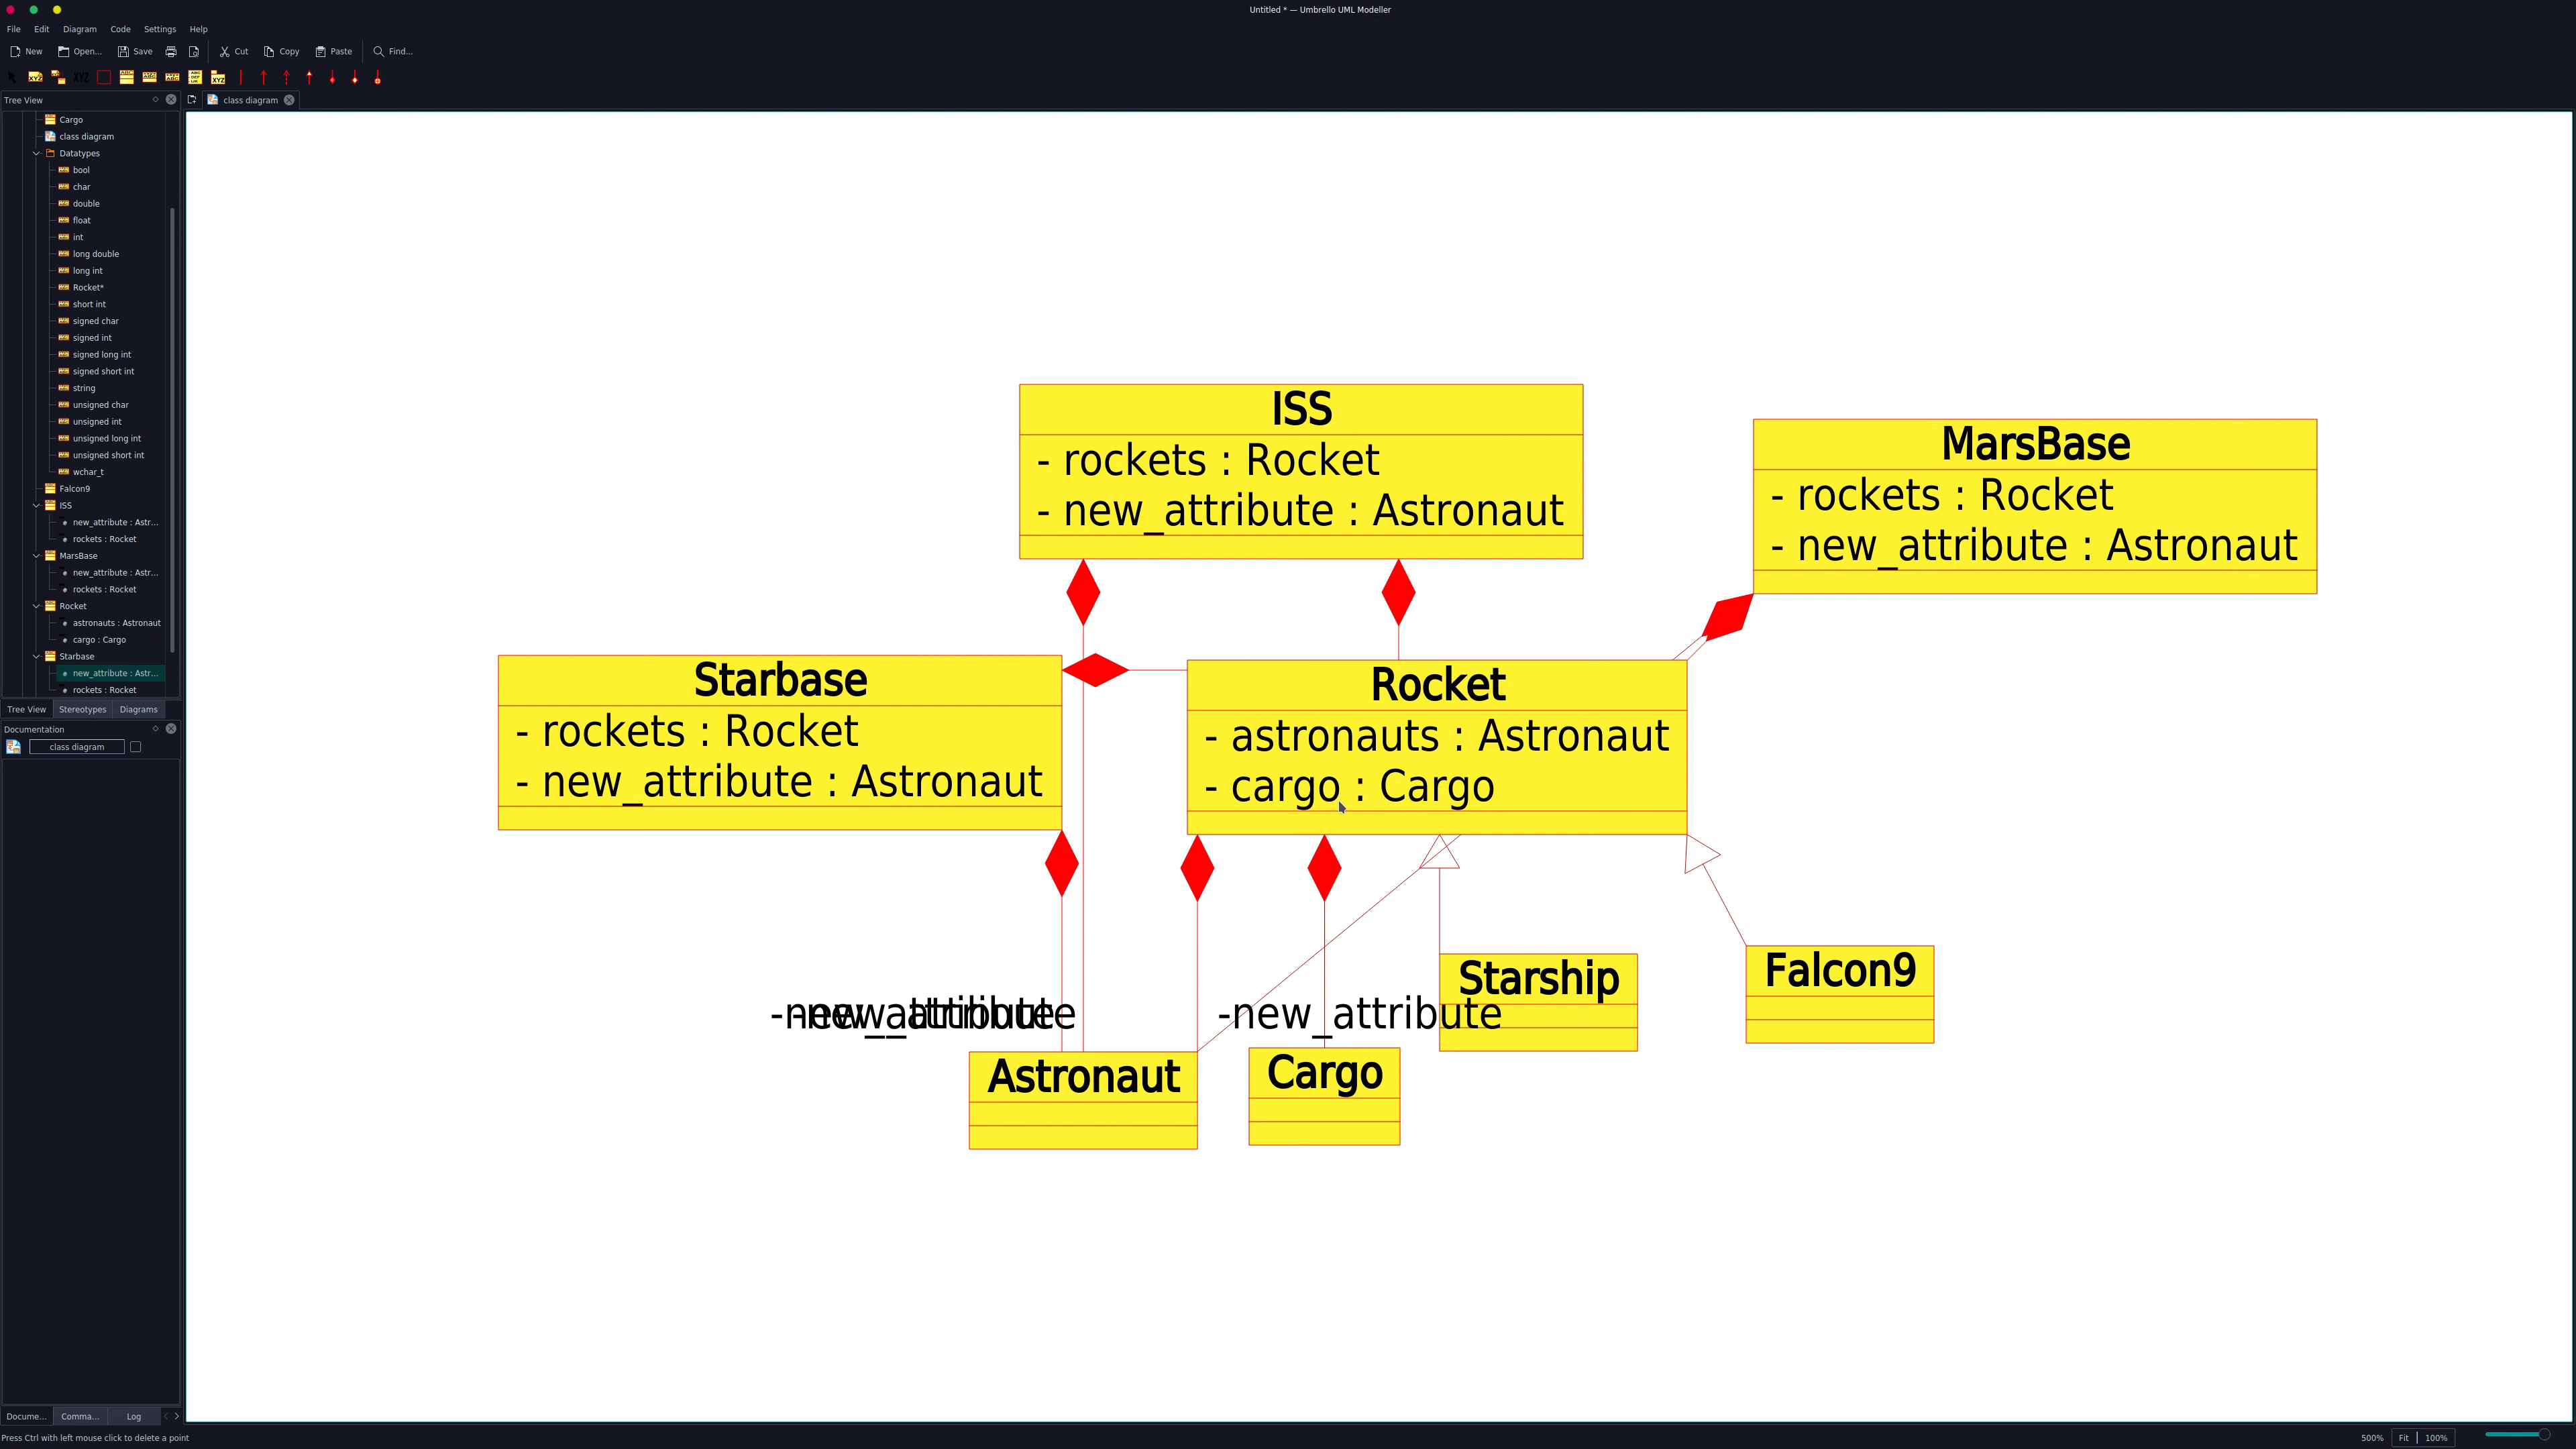 Untitled * — Umbrello UML Modeller
File Edit Diagram Code Settings Help
New Open... Save Cut Copy Paste Find...
Tree View
class diagram
Cargo
class diagram
Datatypes
bool
char
double
float
int
long double
long int
Rocket*
short int
signed char
signed int
signed long int
signed short int
string
unsigned char
unsigned int
unsigned long int
unsigned short int
wchar_t
Falcon9
ISS
new_attribute : Astr...
rockets : Rocket
MarsBase
new_attribute : Astr...
rockets : Rocket
Rocket
astronauts : Astronaut
cargo : Cargo
Starbase
new_attribute : Astr...
rockets : Rocket
Tree View Stereotypes Diagrams
Documentation
class diagram
Docume... Comma... Log
ISS
- rockets : Rocket
- new_attribute : Astronaut
MarsBase
- rockets : Rocket
- new_attribute : Astronaut
Starbase
- rockets : Rocket
- new_attribute : Astronaut
Rocket
- astronauts : Astronaut
- cargo : Cargo
Starship
Falcon9
-new_attribute
Astronaut
Cargo
Press Ctrl with left mouse click to delete a point
500% Fit 100%